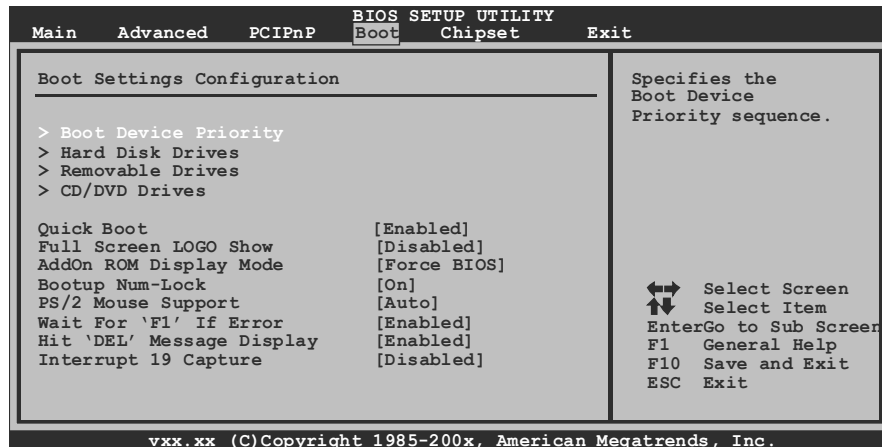 BIOS SETUP UTILITY
Main Advanced PCIPnP Boot Chipset Exit
Boot Settings Configuration
> Boot Device Priority
> Hard Disk Drives
> Removable Drives
> CD/DVD Drives
Quick Boot [Enabled]
Full Screen LOGO Show [Disabled]
AddOn ROM Display Mode [Force BIOS]
Bootup Num-Lock [On]
PS/2 Mouse Support [Auto]
Wait For ‘F1’ If Error [Enabled]
Hit ‘DEL’ Message Display [Enabled]
Interrupt 19 Capture [Disabled]
Specifies the
Boot Device
Priority sequence.
Select Screen
Select Item
EnterGo to Sub Screen
F1 General Help
F10 Save and Exit
ESC Exit
vxx.xx (C)Copyright 1985-200x, American Megatrends, Inc.